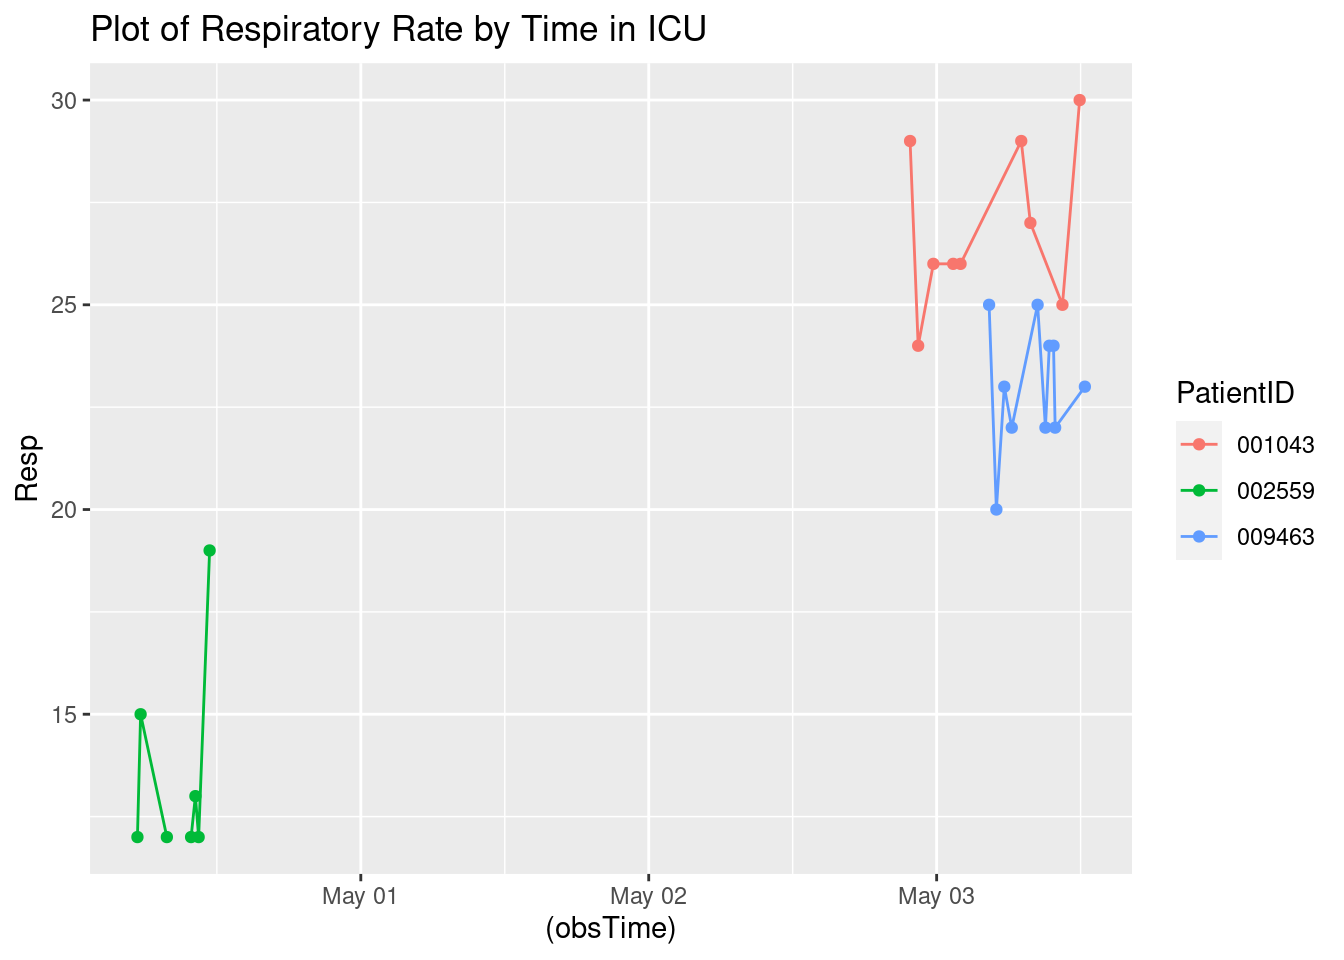 Plot of Respiratory Rate by Time in ICU
30
25
20
15
Resp
May 01
May 02
May 03
(obsTime)
PatientID
001043
002559
009463